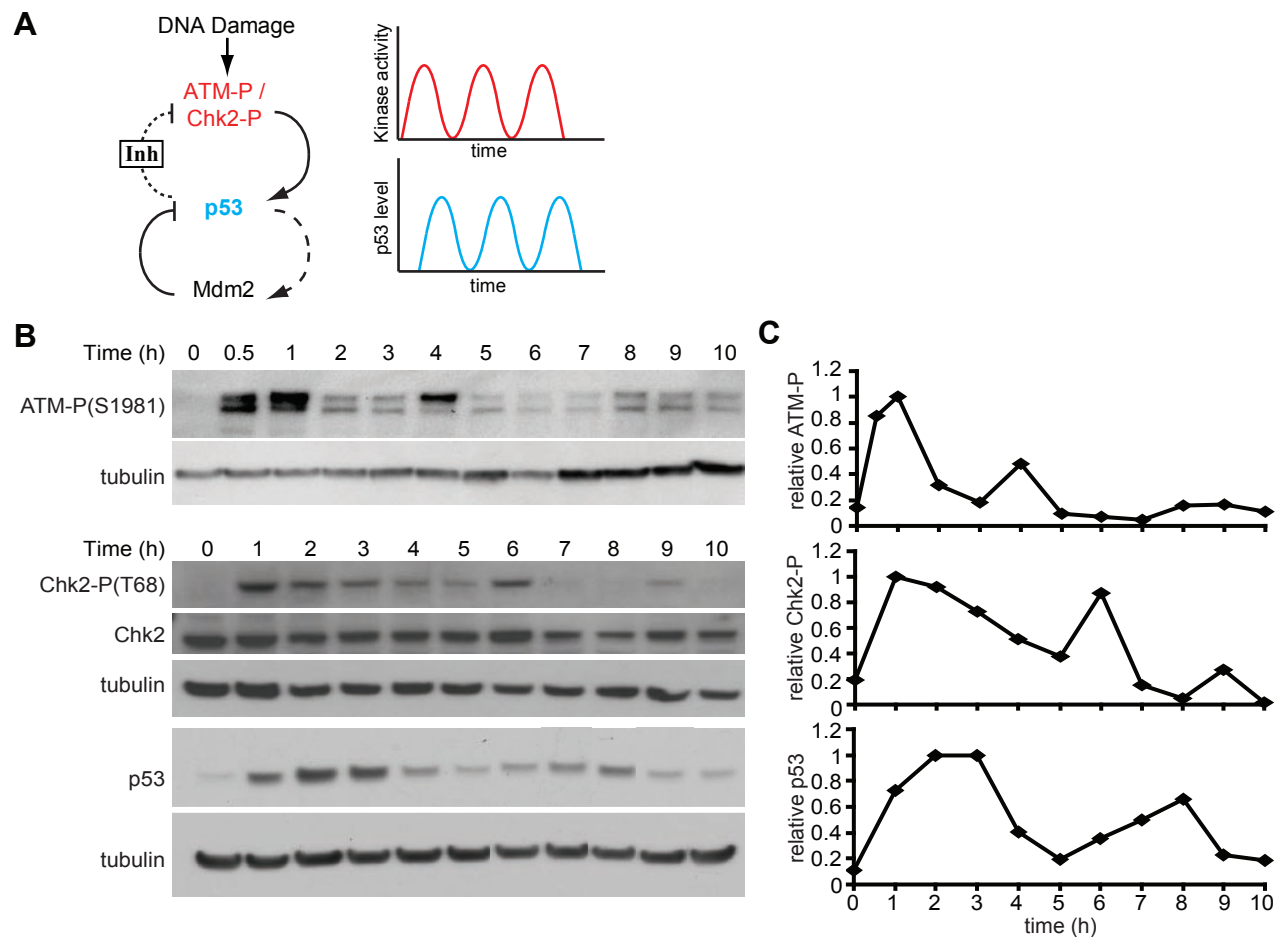 A
DNA Damage
ATM-P /
Chk2-P
Inh
p53
Mdm2
Kinase activity
time
p53 level
time
B
Time (h) 0 0.5 1 2 3 4 5 6 7 8 9 10
ATM-P(S1981)
tubulin
Time (h) 0 1 2 3 4 5 6 7 8 9 10
Chk2-P(T68)
Chk2
tubulin
p53
tubulin
C
relative ATM-P
1.2
1
0.8
0.6
0.4
0.2
0
relative Chk2-P
1.2
1
0.8
0.6
0.4
0.2
0
relative p53
1.2
1
0.8
0.6
0.4
0.2
0
0 1 2 3 4 5 6 7 8 9 10
time (h)